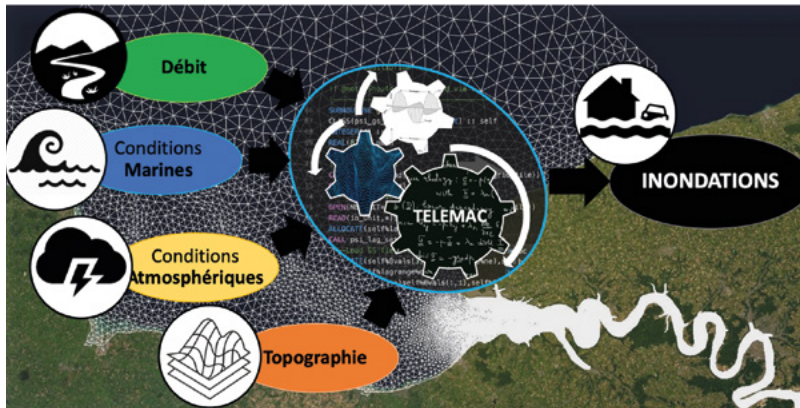 Débit
Conditions
Marines
Conditions
Atmosphériques
Topographie
TELEMAC
INONDATIONS